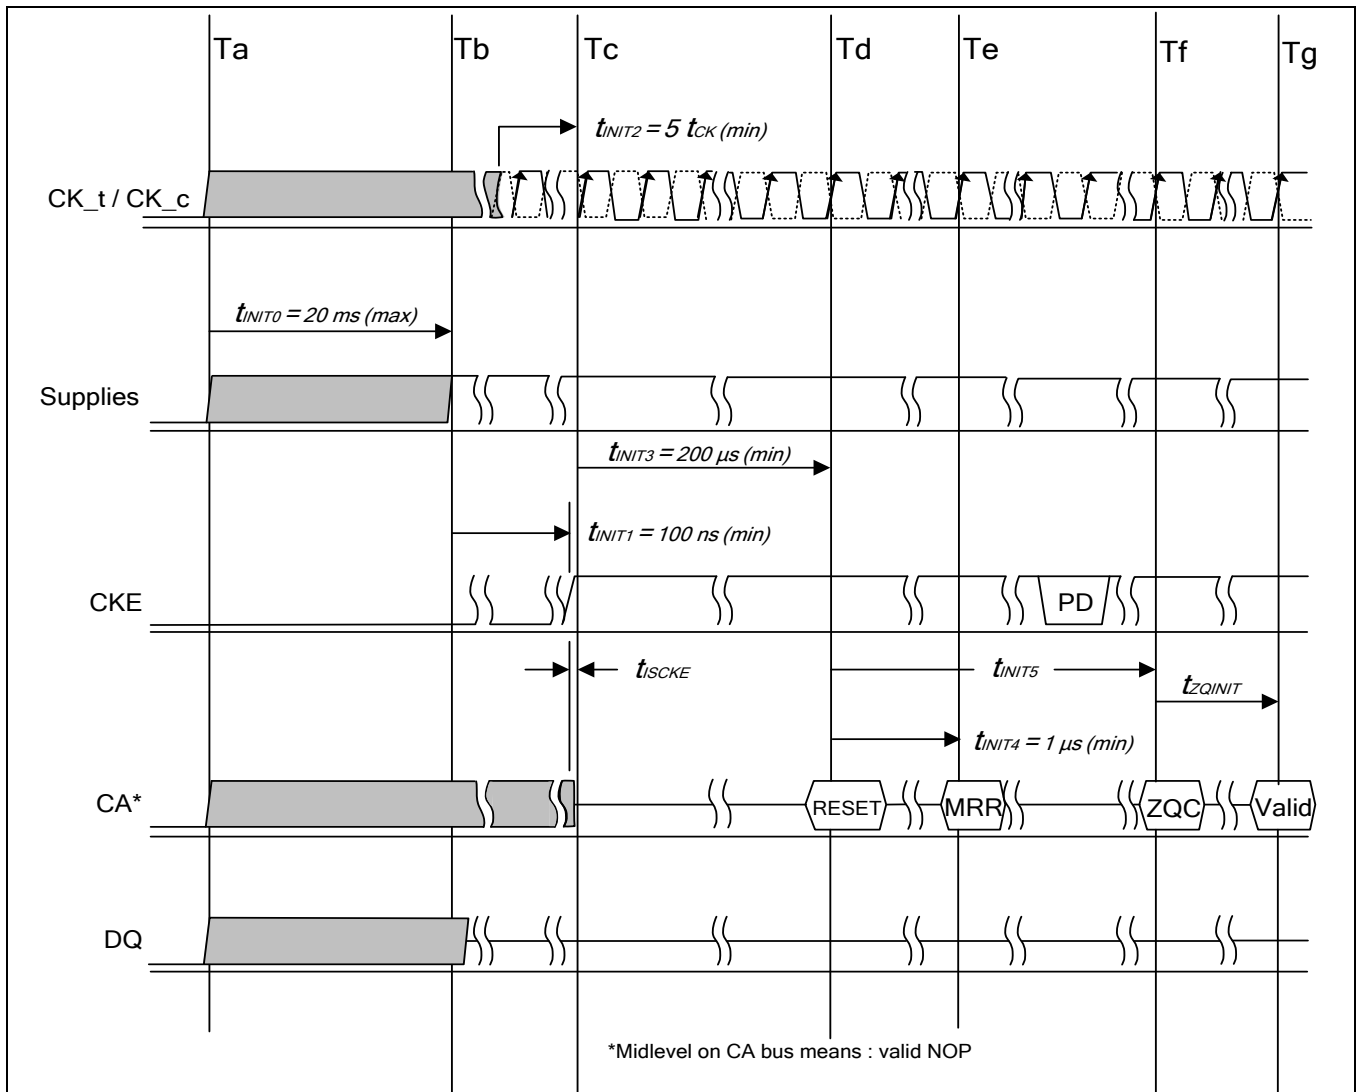 Ta Tb Tc Td Te Tf Tg
tINIT2 = 5 tCK (min)
CK_t / CK_c
tINIT0 = 20 ms (max)
Supplies
tINIT3 = 200 µs (min)
tINIT1 = 100 ns (min)
CKE
PD
tISCKE
tINIT5
tZQINIT
tINIT4 = 1 µs (min)
CA*
RESET MRR ZQC Valid
DQ
*Midlevel on CA bus means : valid NOP